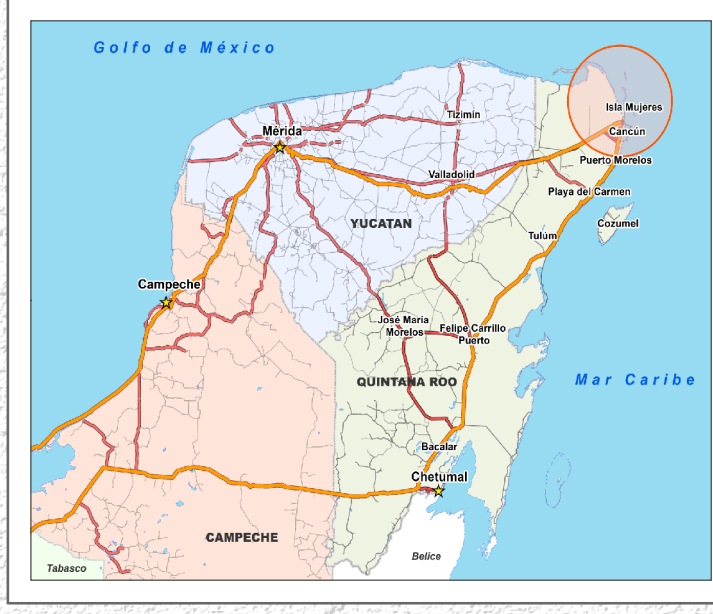 Golfo de México
Isla Mujeres
Tizimín
Mérida
Cancún
Puerto Morelos
Valladolid
Playa del Carmen
YUCATAN
Cozumel
Tulúm
Campeche
José María
Morelos
Felipe Carrillo
Puerto
QUINTANA ROO
Mar Caribe
Bacalar
Chetumal
CAMPECHE
Belice
Tabasco